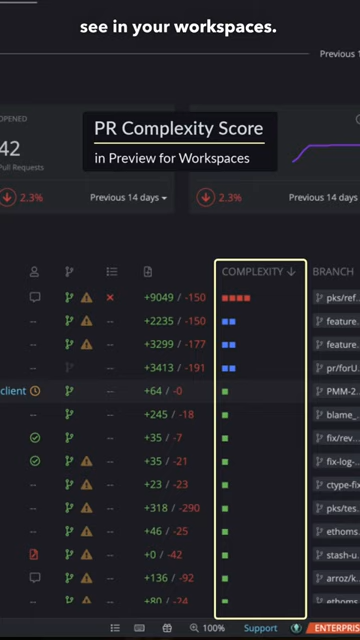 see in your workspaces.
Previous 1
OPENED
42
Pull Requests
PR Complexity Score
in Preview for Workspaces
2.3% Previous 14 days
2.3% Previous 14 days
COMPLEXITY BRANCH
+9049 / -150 pks/ref..
-- +2235 / -150 feature.
-- +3299 / -177 feature.
-- -- +3413 / -191 pr/forU
client -- +64 / -0 PMM-2
-- -- +245 / -18 blame_
-- +35 / -7 fix/rev
-- +35 / -21 fix-log-
-- -- +23 / -23 ctype-fix
-- -- +318 / -290 pks/tes
-- -- +46 / -25 ethoms
-- +0 / -42 stash-u
-- +136 / -92 arroz/k
-- -- +80 / -24 ethoms
100% Support ENTERPRIS